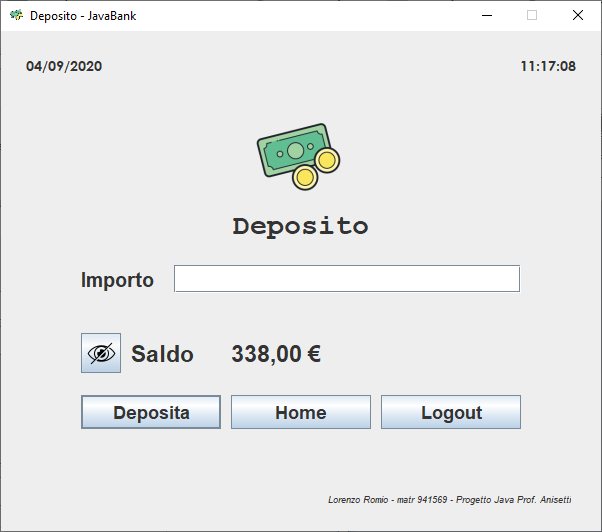 Deposito - JavaBank
04/09/2020
11:17:08
Deposito
Importo
Saldo 338,00 €
Deposita Home Logout
Lorenzo Romio - matr 941569 - Progetto Java Prof. Anisetti